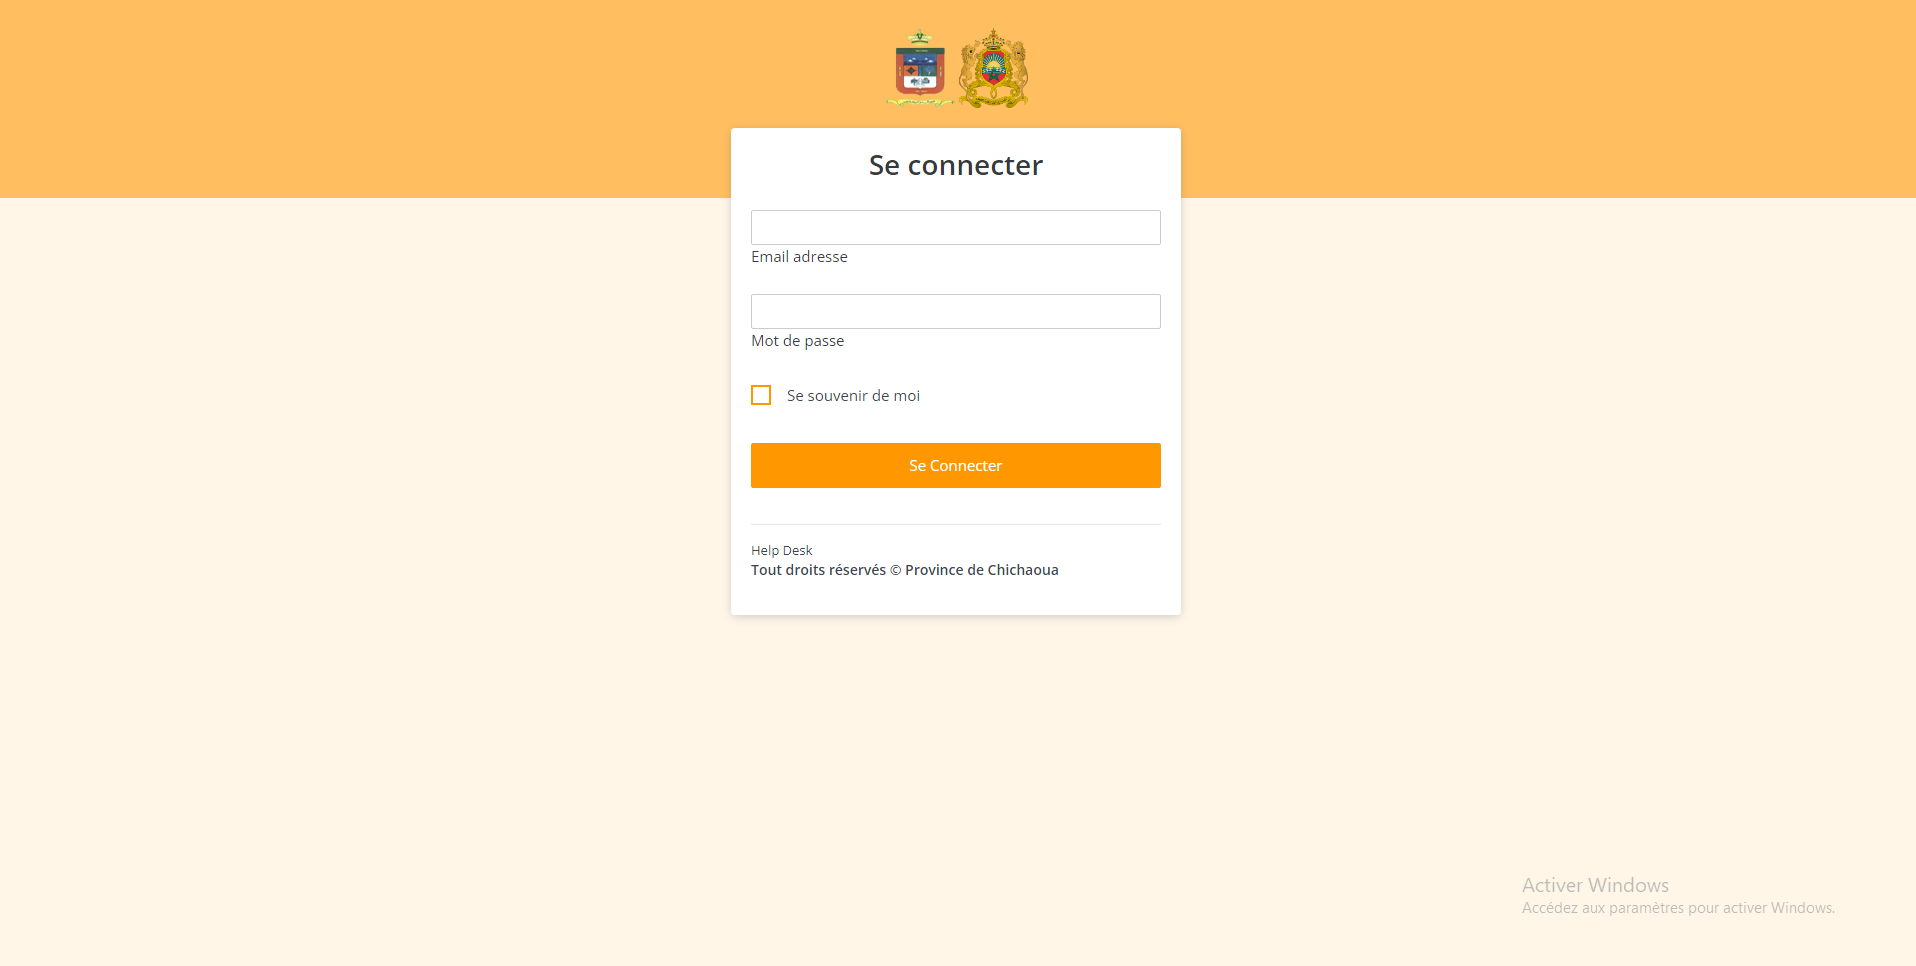 Se connecter
Email adresse
Mot de passe
Se souvenir de moi
Se Connecter
Help Desk
Tout droits réservés © Province de Chichaoua
Activer Windows
Accédez aux paramètres pour activer Windows.